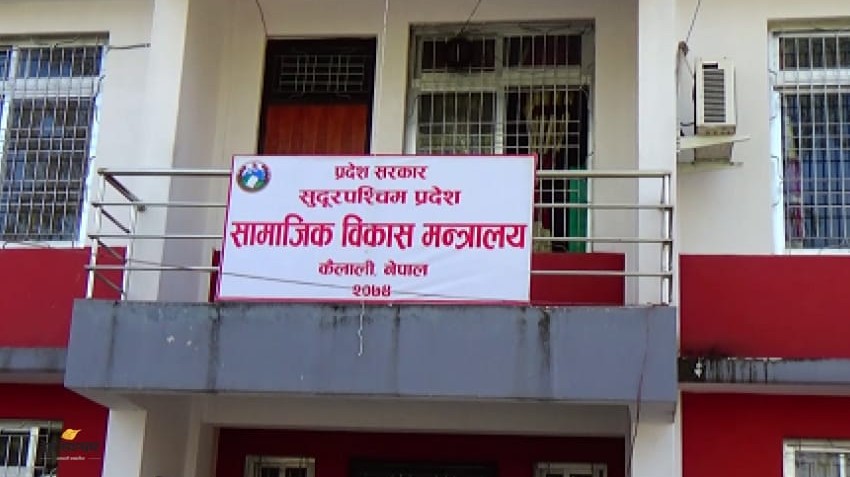 प्रदेश सरकार
सुदूरपश्चिम प्रदेश
सामाजिक विकास मन्त्रालय
कैलाली, नेपाल
२०७४